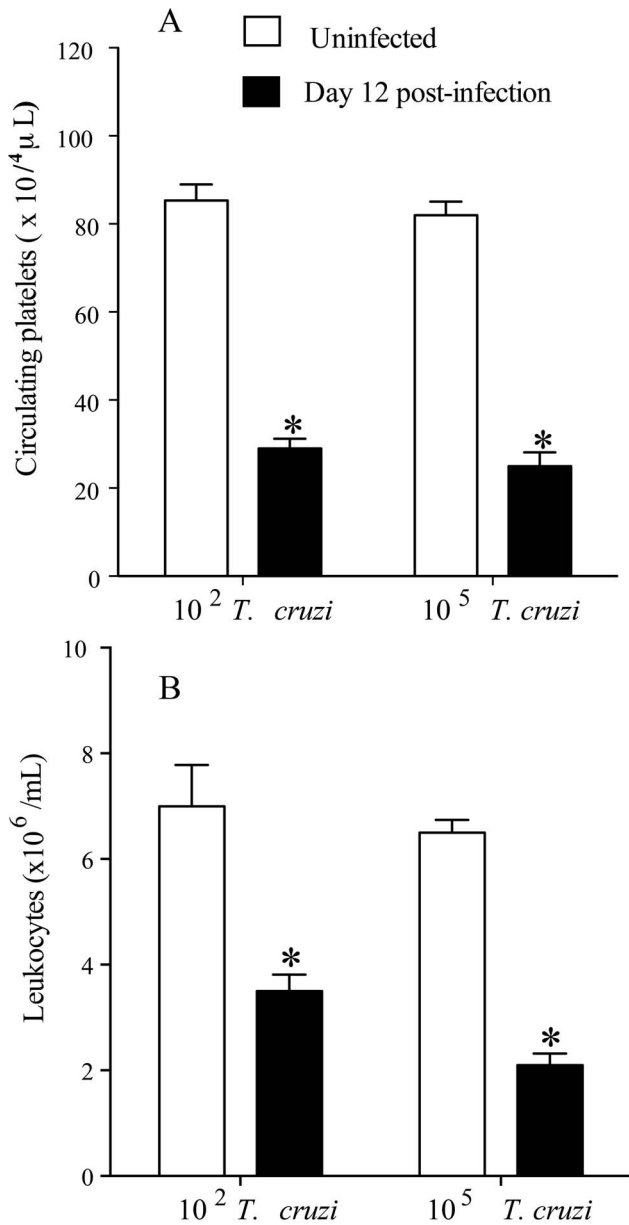 A
Uninfected
Day 12 post-infection
Circulating platelets ( x 10/⁴ µ L)
120
100
80
60
40
20
0
*
*
10 ² T. cruzi
10 ⁵ T. cruzi
B
Leukocytes (x10⁶ /mL)
10
8
6
4
2
0
*
*
10 ² T. cruzi
10 ⁵ T. cruzi